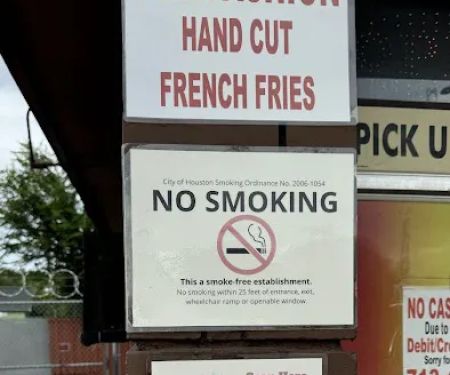 HAND CUT
FRENCH FRIES
PICK U
City of Houston Smoking Ordinance No. 2006-1054
NO SMOKING
This a smoke-free establishment.
No smoking within 25 feet of entrance, exit,
wheelchair ramp or openable window.
NO CAS
Due to
Debit/Cre
Sorry fo